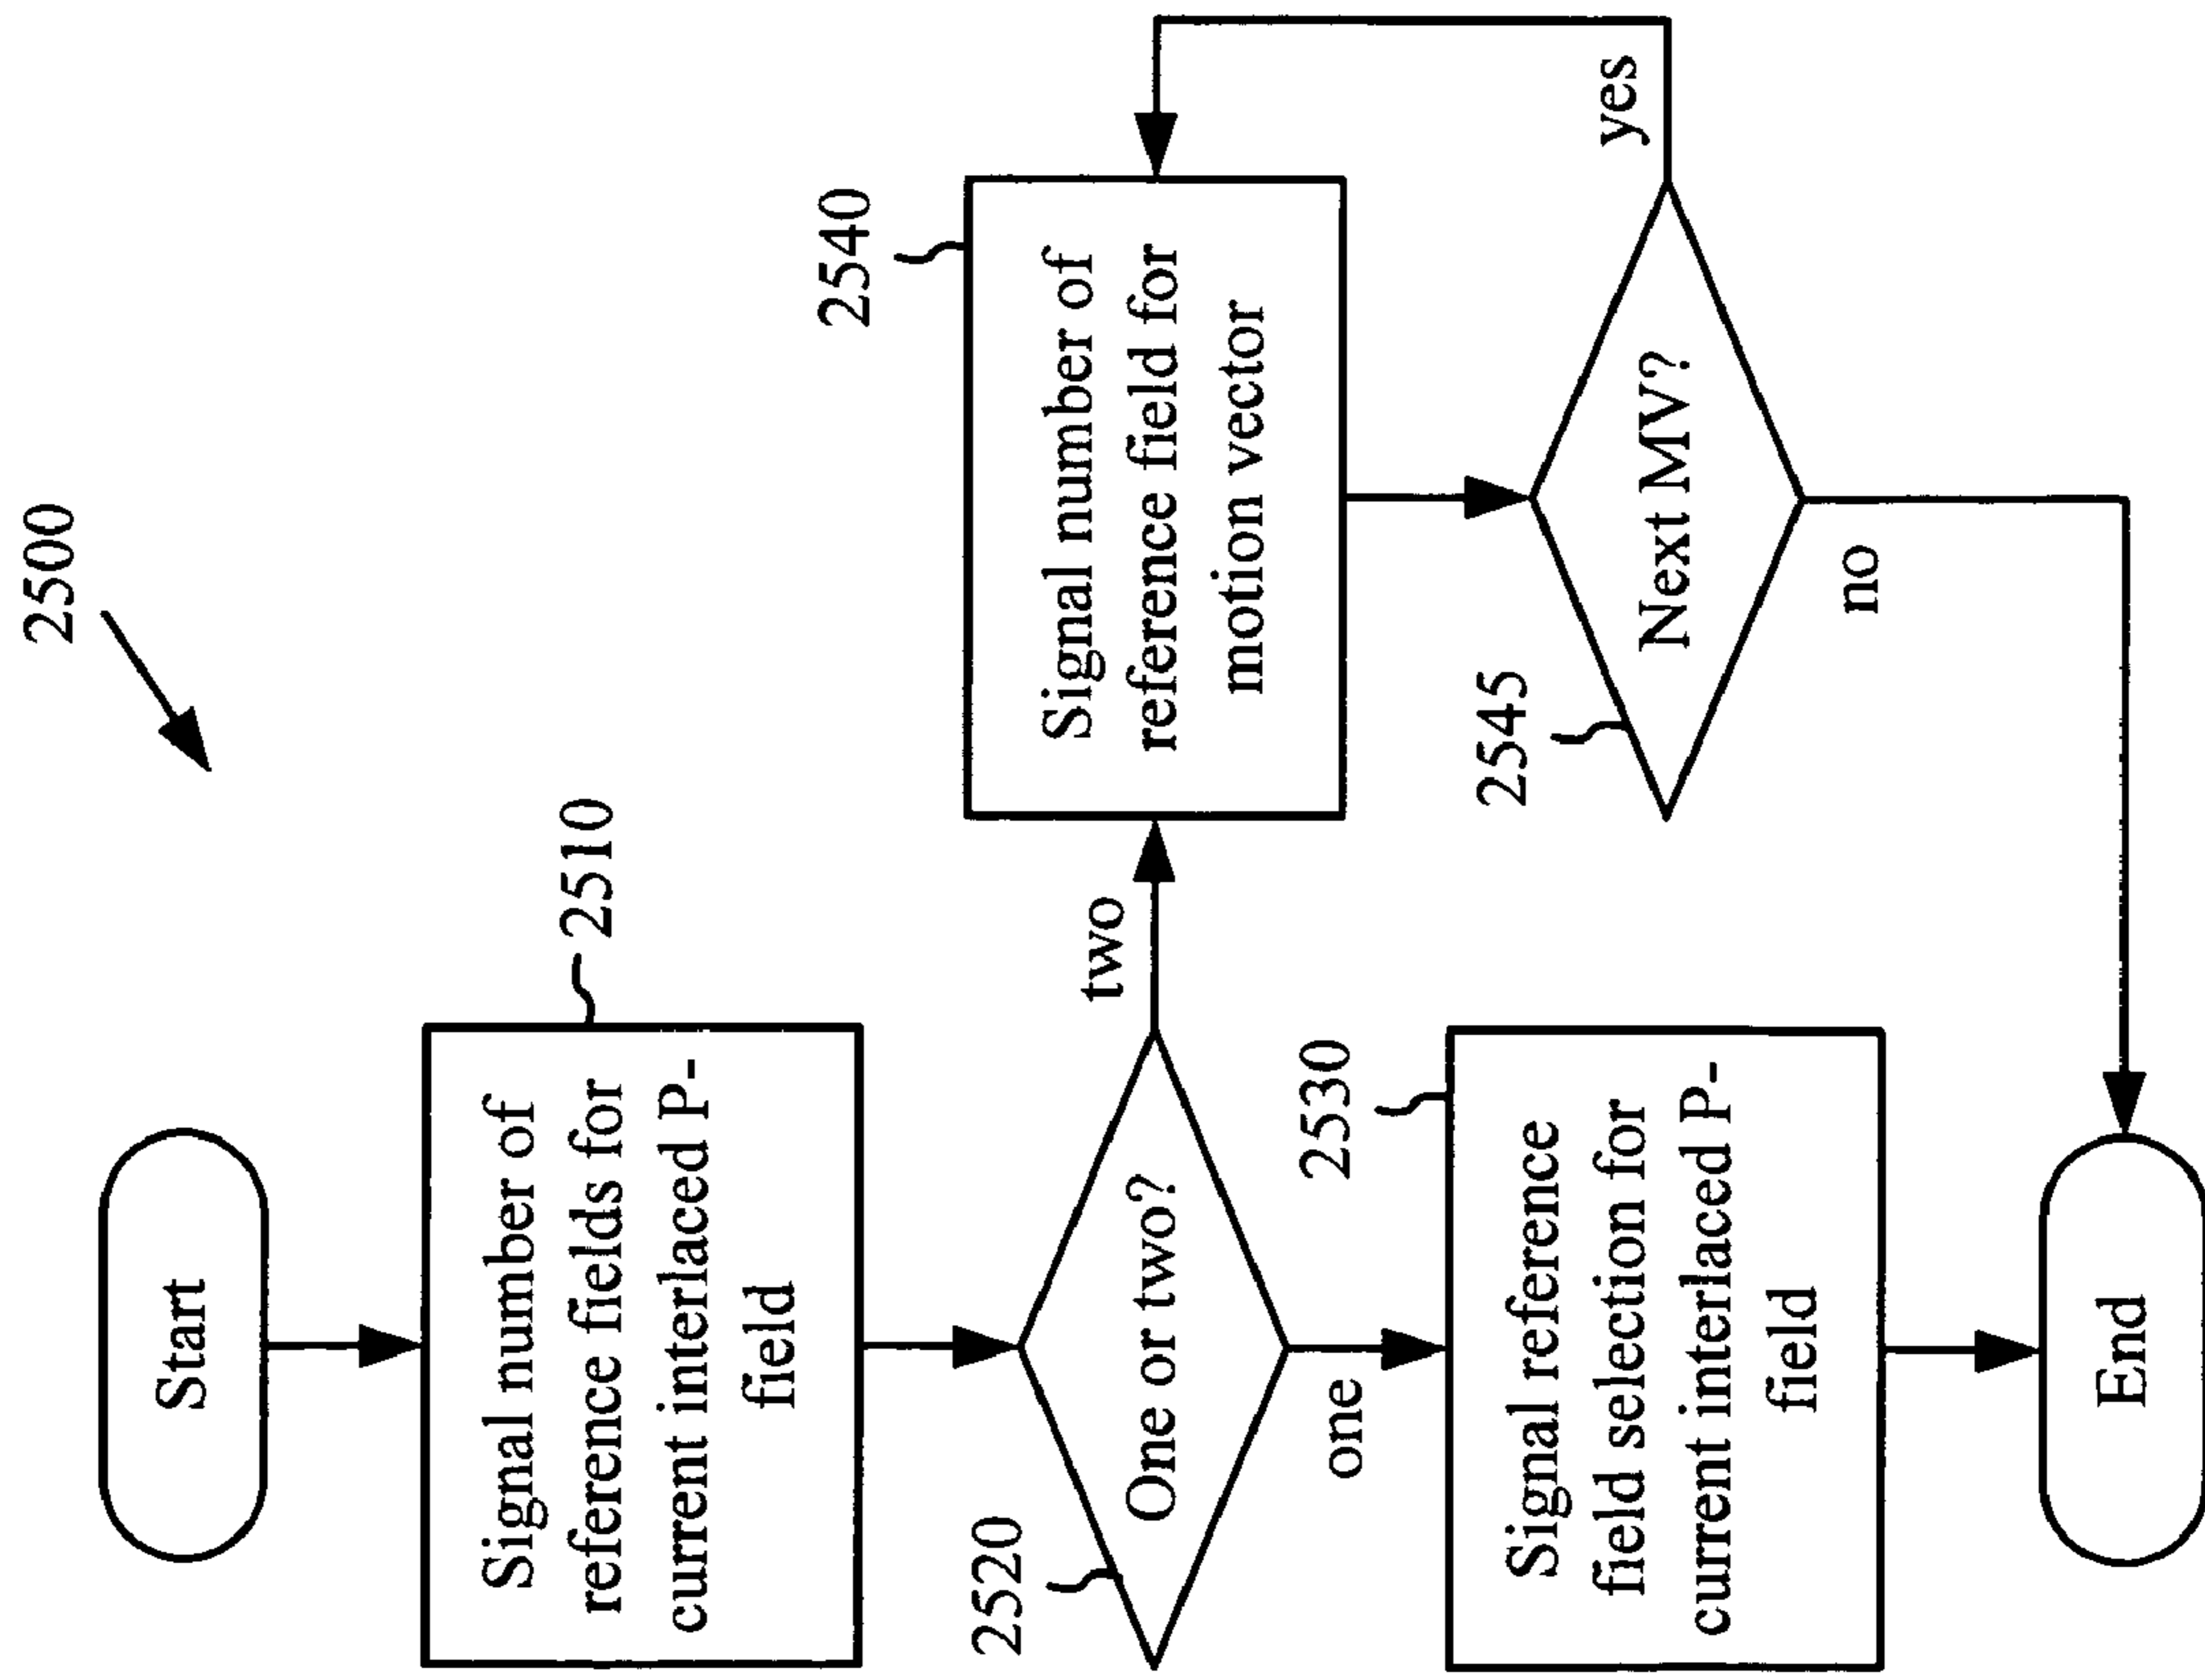 2500
Start
Signal number of
reference fields for
current interlaced P-
field
2510
2520
One or two?
two
one
2530
Signal reference
field selection for
current interlaced P-
field
2540
Signal number of
reference field for
motion vector
2545
Next MV?
yes
no
End